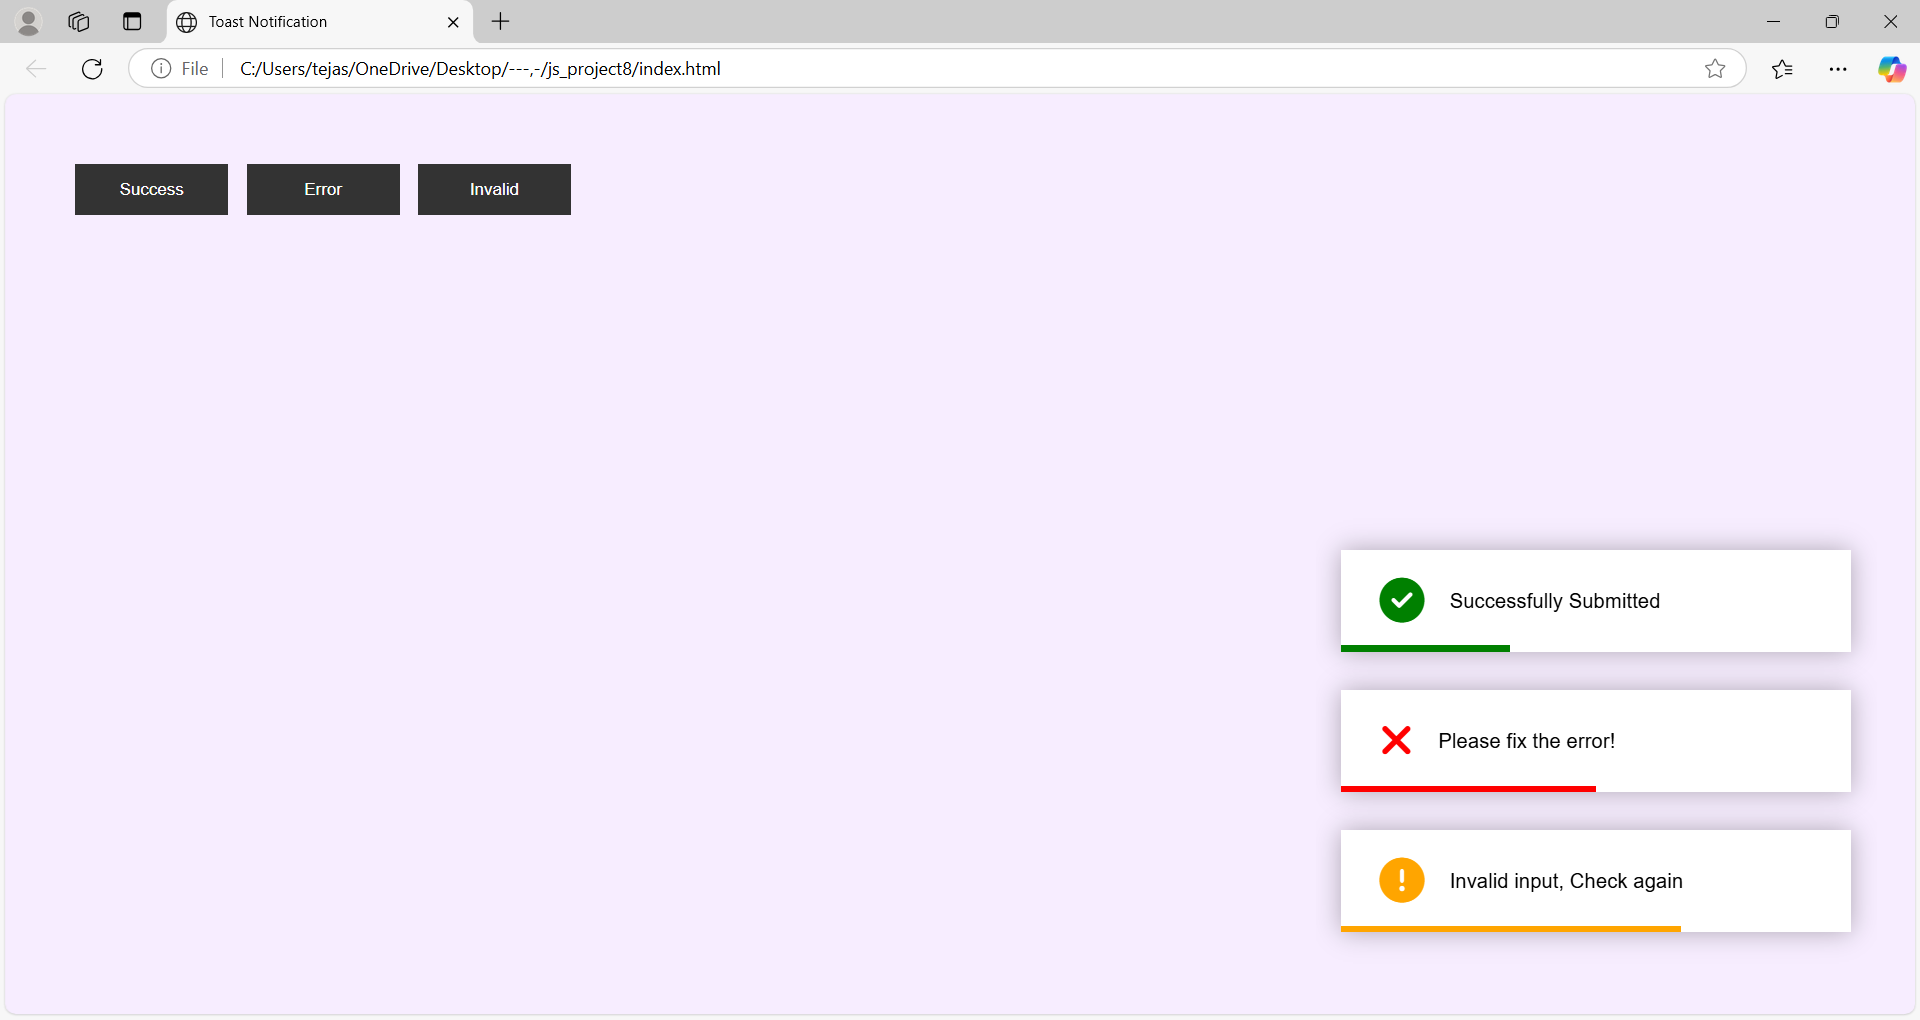 Toast Notification
File C:/Users/tejas/OneDrive/Desktop/---,-/js_project8/index.html
Success Error Invalid
Successfully Submitted
Please fix the error!
Invalid input, Check again